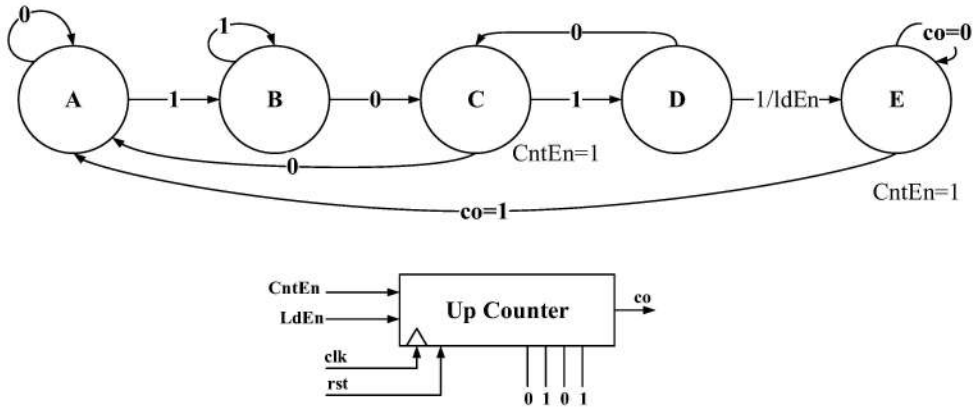 0
1
0
co=0
A
1
B
0
C
1
D
1/ldEn
E
0
CntEn=1
CntEn=1
co=1
CntEn
LdEn
Up Counter
co
clk
rst
0 1 0 1